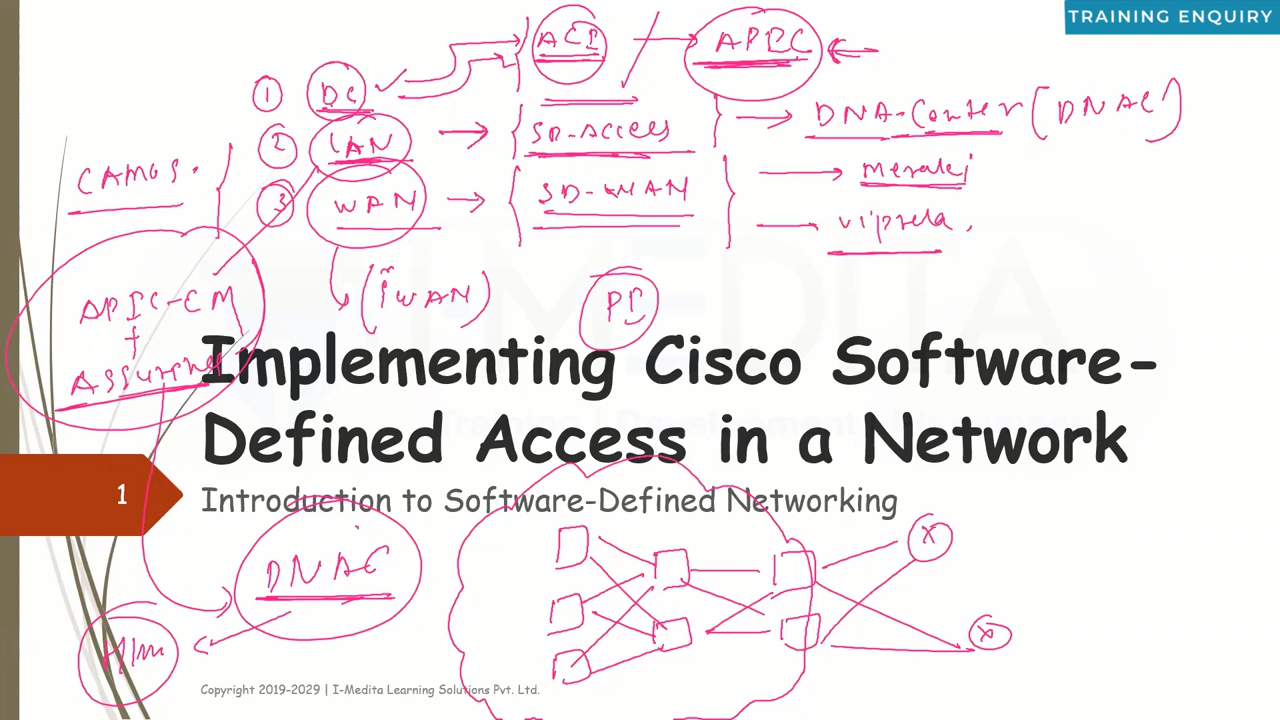 TRAINING ENQUIRY
ACI
APIC
1 DC
DNA-Center (DNAC)
2 LAN
SD-Access
CAMPUS.
meraki
3 WAN
SD-WAN
viptela.
(iWAN)
PI
APIC-EM
+
Assurance
Implementing Cisco Software-
Defined Access in a Network
1
Introduction to Software-Defined Networking
DNAC
Copyright 2019-2029 | I-Medita Learning Solutions Pvt. Ltd.